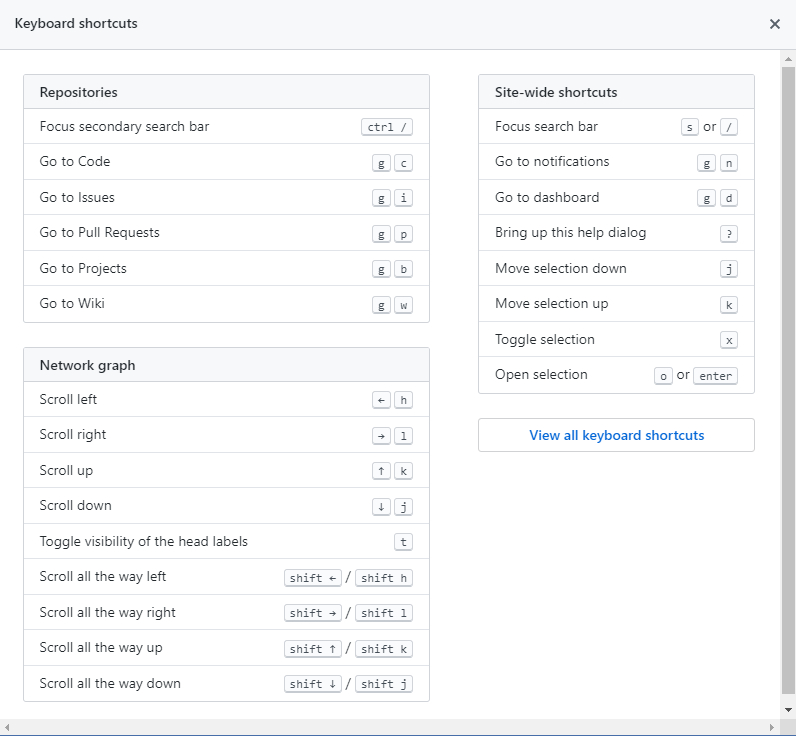 Keyboard shortcuts ×
Repositories
Focus secondary search bar ctrl /
Go to Code g c
Go to Issues g i
Go to Pull Requests g p
Go to Projects g b
Go to Wiki g w
Network graph
Scroll left ← h
Scroll right → l
Scroll up ↑ k
Scroll down ↓ j
Toggle visibility of the head labels t
Scroll all the way left shift ← / shift h
Scroll all the way right shift → / shift l
Scroll all the way up shift ↑ / shift k
Scroll all the way down shift ↓ / shift j
Site-wide shortcuts
Focus search bar s or /
Go to notifications g n
Go to dashboard g d
Bring up this help dialog ?
Move selection down j
Move selection up k
Toggle selection x
Open selection o or enter
View all keyboard shortcuts